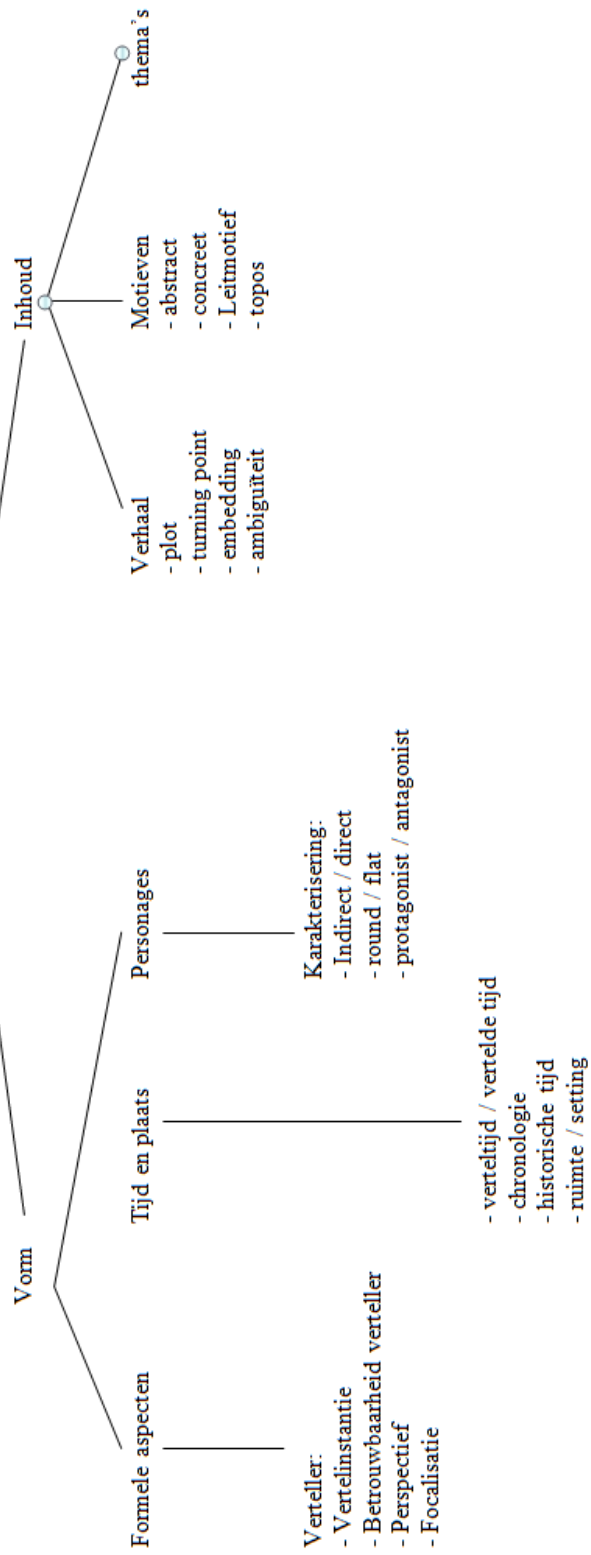 Vorm
Inhoud
Formele aspecten
Tijd en plaats
Personages
Verhaal
- plot
- turning point
- embedding
- ambiguïteit
Motieven
- abstract
- concreet
- Leitmotief
- topos
thema's
Verteller:
- Vertelinstantie
- Betrouwbaarheid verteller
- Perspectief
- Focalisatie
Karakterisering:
- Indirect / direct
- round / flat
- protagonist / antagonist
- verteltijd / vertelde tijd
- chronologie
- historische tijd
- ruimte / setting